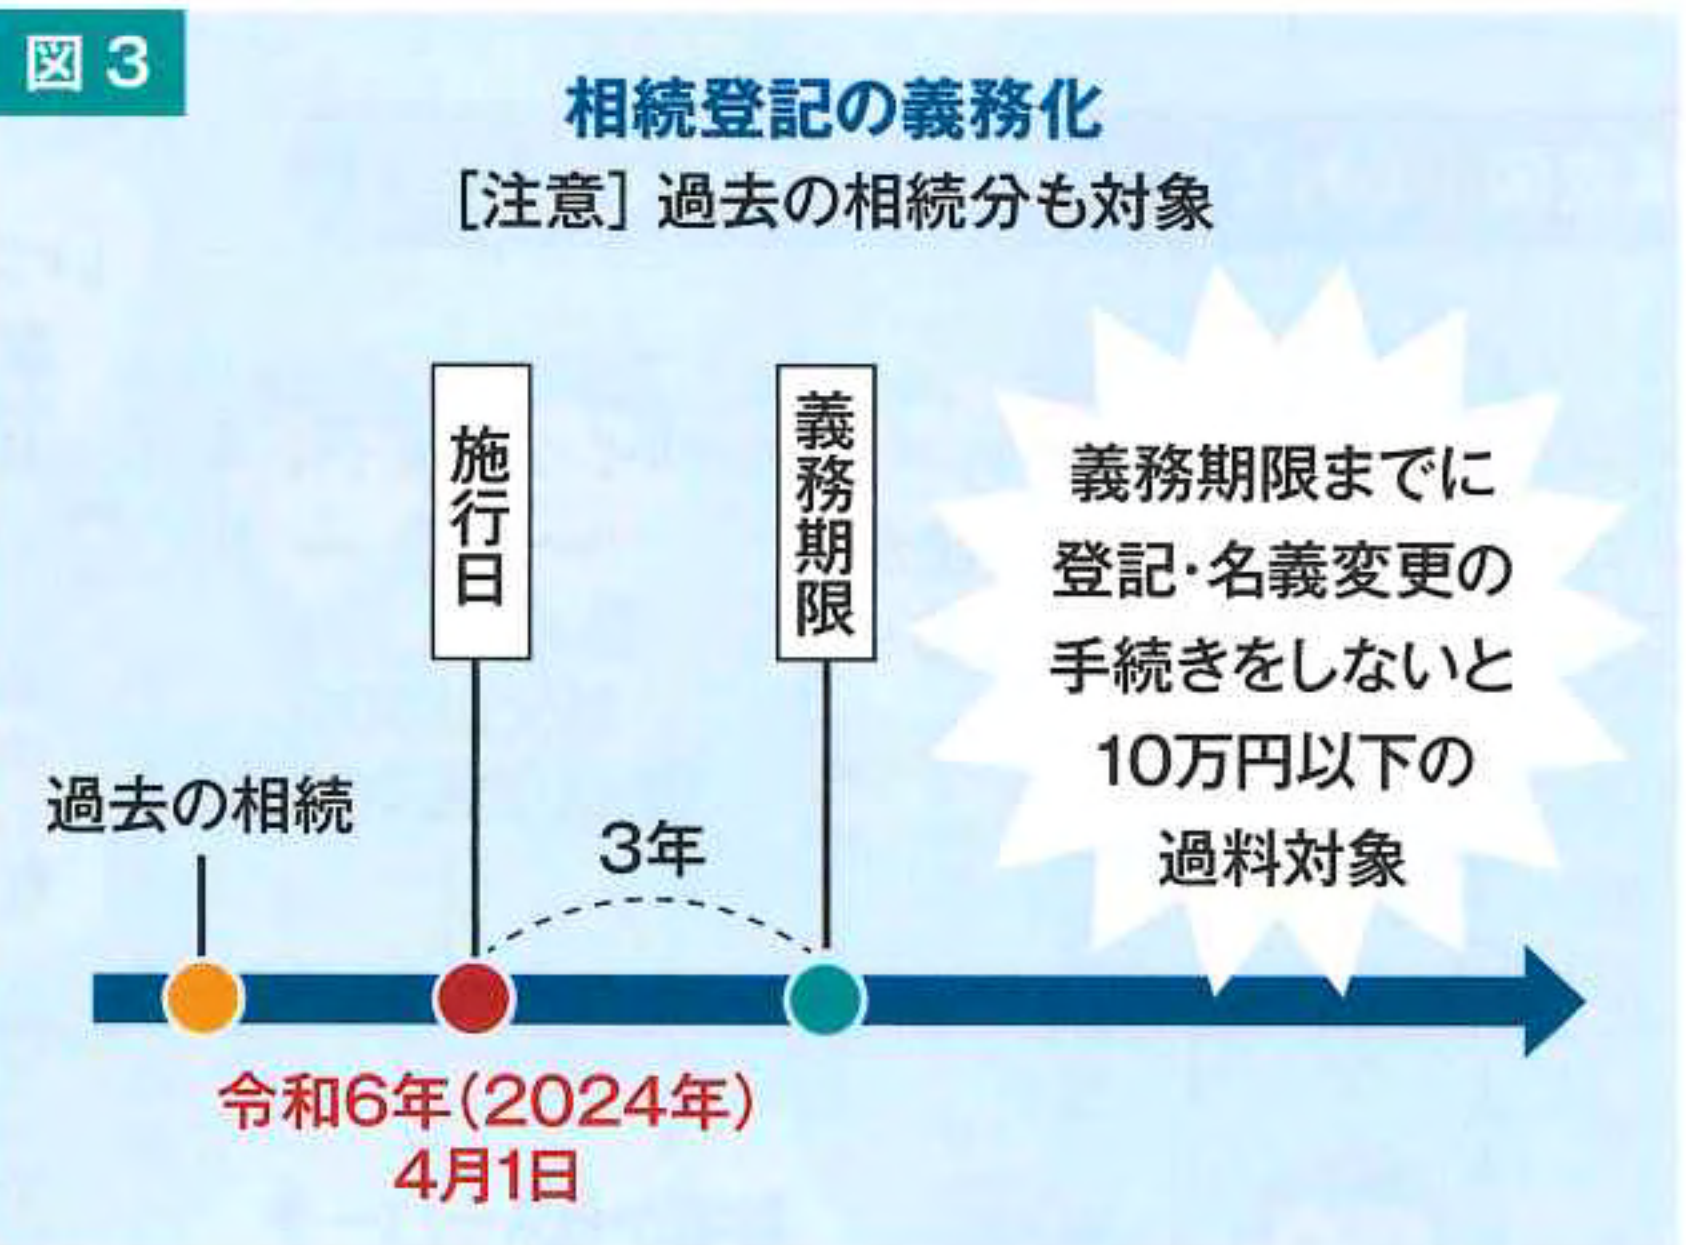 図3
相続登記の義務化
［注意］過去の相続分も対象
施行日
義務期限
義務期限までに
登記・名義変更の
手続きをしないと
10万円以下の
過料対象
過去の相続
3年
令和6年（2024年）
4月1日